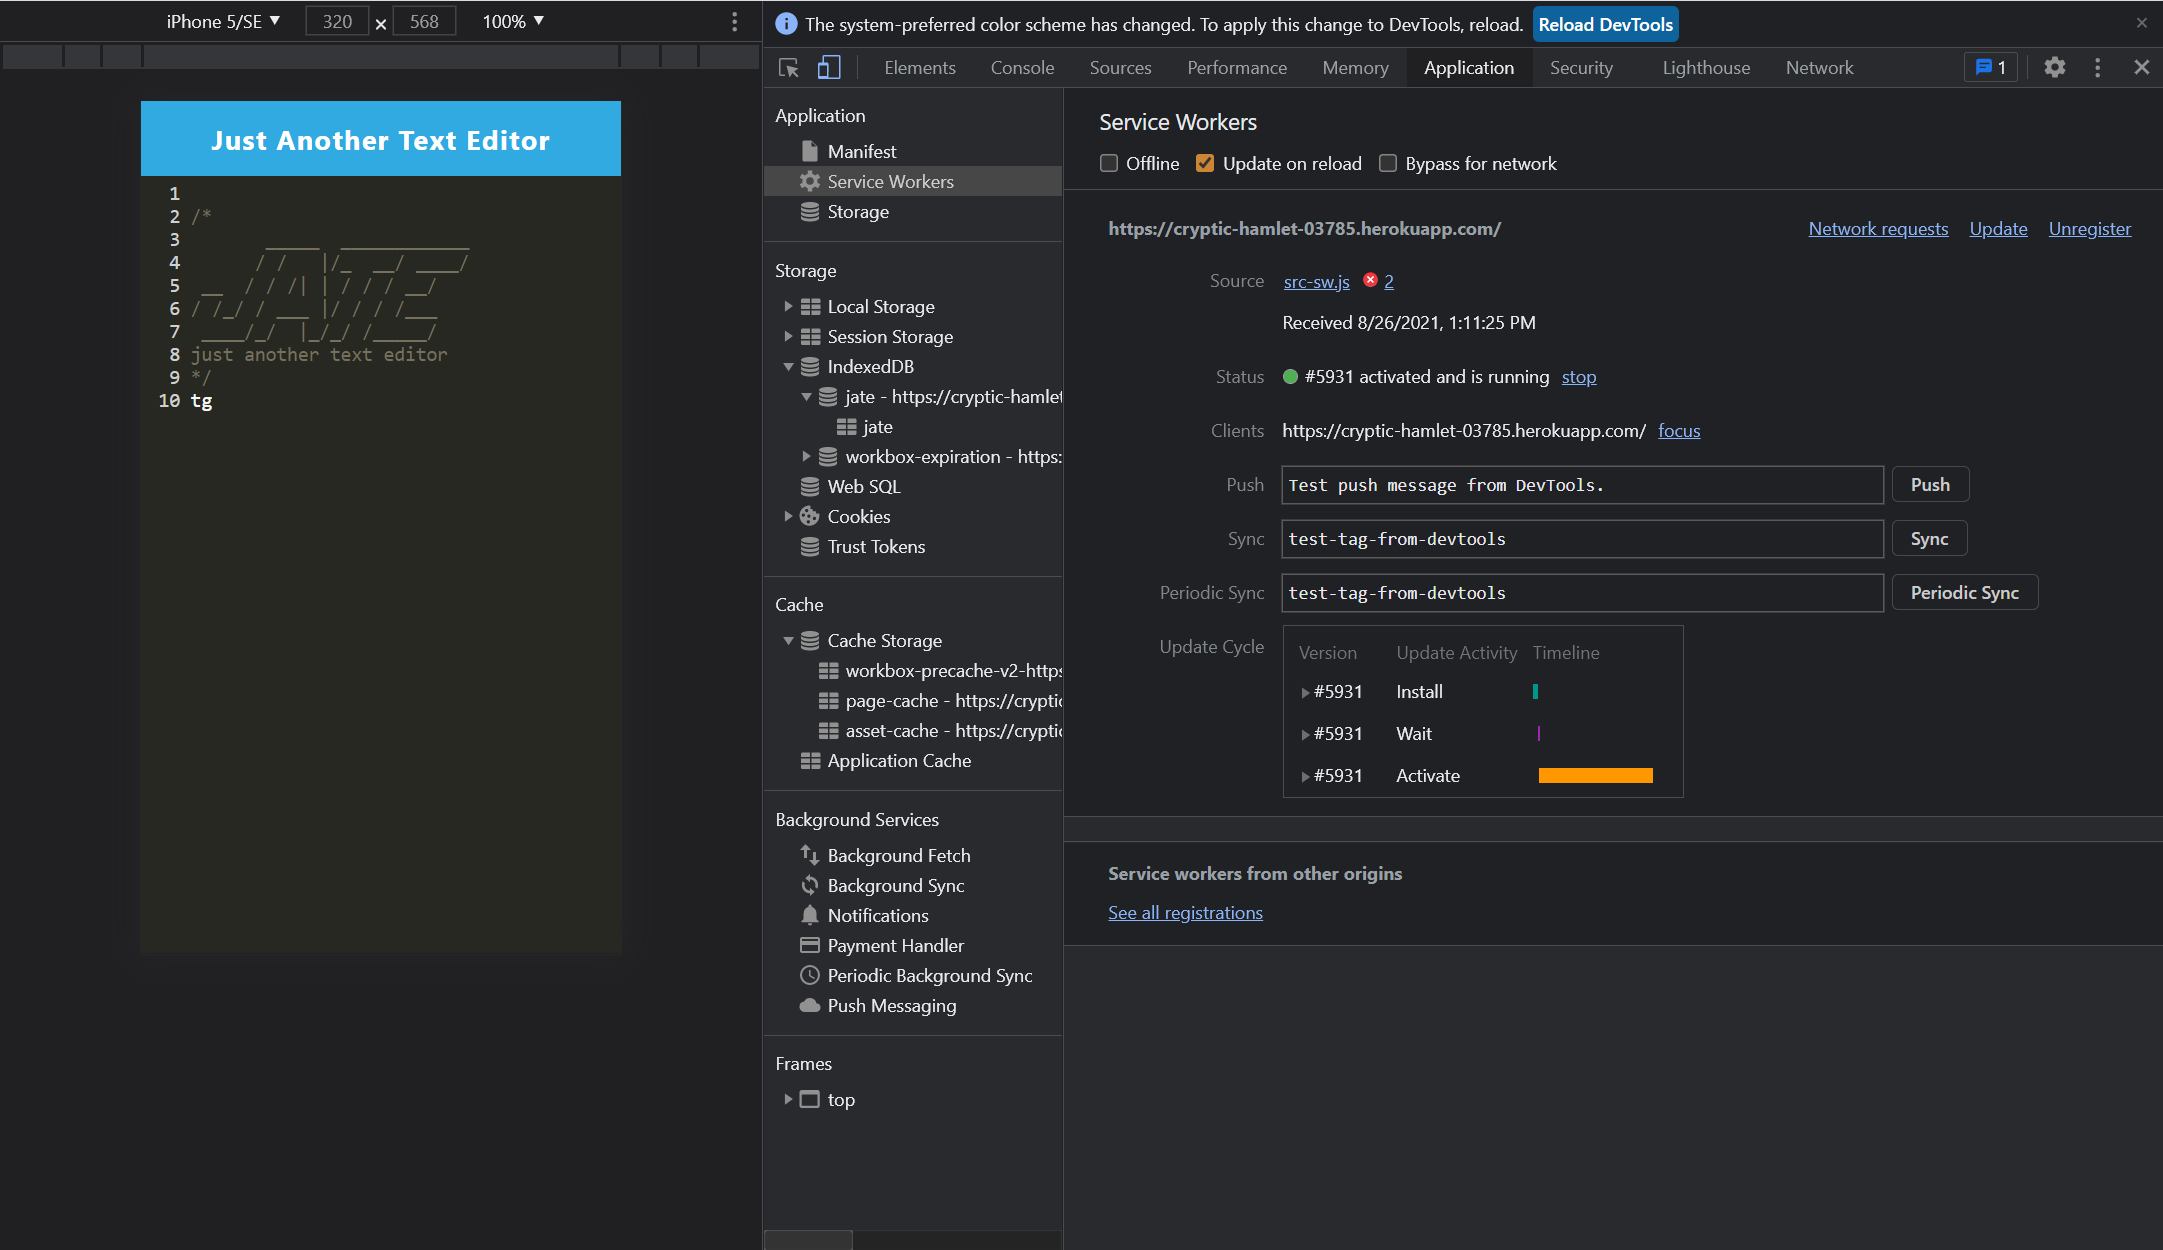 iPhone 5/SE ▼ 320 × 568 100% ▼
Just Another Text Editor
1
2 /*
3        ______  _____________
4       / /   |/_  __/ ____/
5  __  / / /| | / / / __/
6 / /_/ / ___ |/ / / /___
7  ____/_/  |_/_/ /_____/
8 just another text editor
9 */
10 tg
The system-preferred color scheme has changed. To apply this change to DevTools, reload. Reload DevTools
Elements Console Sources Performance Memory Application Security Lighthouse Network 1
Application
Manifest
Service Workers
Storage
Storage
Local Storage
Session Storage
IndexedDB
jate - https://cryptic-hamlet
jate
workbox-expiration - https:
Web SQL
Cookies
Trust Tokens
Cache
Cache Storage
workbox-precache-v2-https
page-cache - https://cryptic
asset-cache - https://cryptic
Application Cache
Background Services
Background Fetch
Background Sync
Notifications
Payment Handler
Periodic Background Sync
Push Messaging
Frames
top
Service Workers
Offline Update on reload Bypass for network
https://cryptic-hamlet-03785.herokuapp.com/ Network requests Update Unregister
Source src-sw.js 2
Received 8/26/2021, 1:11:25 PM
Status #5931 activated and is running stop
Clients https://cryptic-hamlet-03785.herokuapp.com/ focus
Push Test push message from DevTools. Push
Sync test-tag-from-devtools Sync
Periodic Sync test-tag-from-devtools Periodic Sync
Update Cycle Version Update Activity Timeline
#5931 Install
#5931 Wait
#5931 Activate
Service workers from other origins
See all registrations